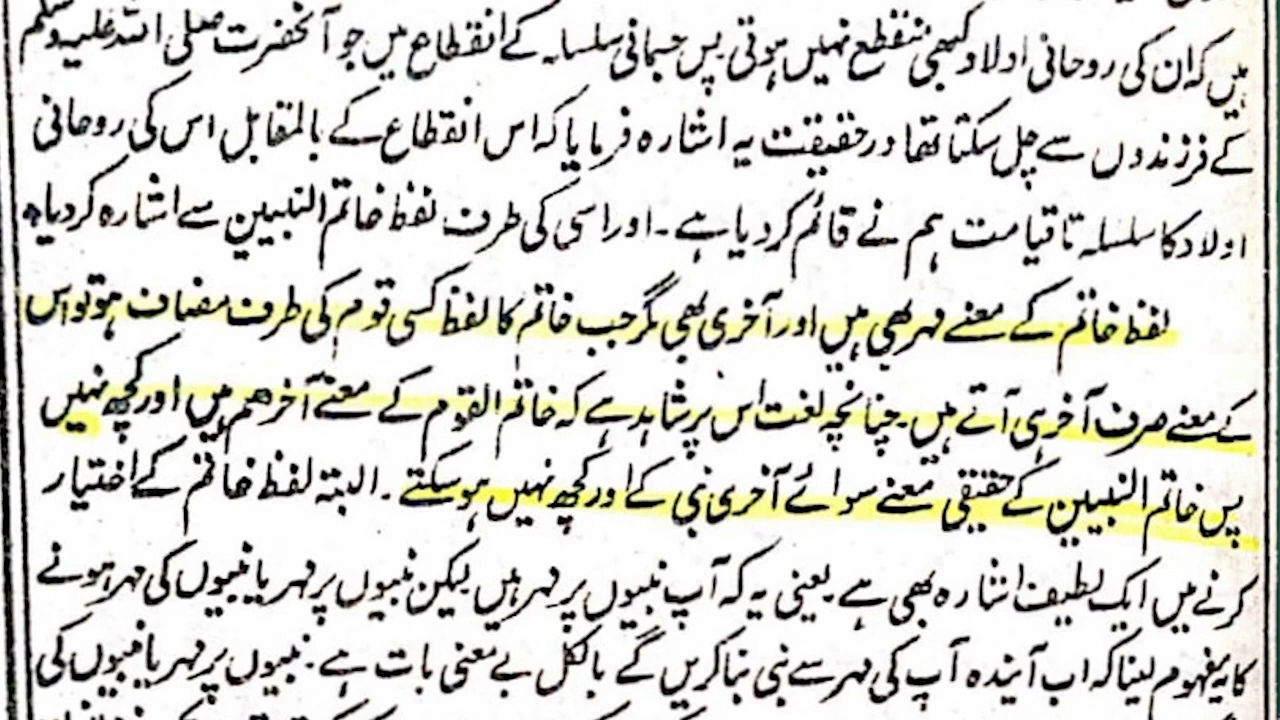 ہیں کہ ان کی روحانی اولاد کبھی منقطع نہیں ہوتی پس جسمانی سلسلہ کے انقطاع میں جو آنحضرت صلی اللہ علیہ وسلم
کے فرزندوں سے چل سکتا تھا درحقیقت یہ اشارہ فرمایا کہ اس انقطاع کے بالمقابل اس کی روحانی
اولاد کا سلسلہ تا قیامت ہم نے قائم کر دیا ہے ۔ اور اسی کی طرف لفظ خاتم النبیین سے اشارہ کر دیا ہ
لفظ خاتم کے معنے مہر بھی ہیں اور آخری بھی مگر جب خاتم کا لفظ کسی قوم کی طرف مضاف ہو تو اس
کے معنے صرف آخری آتے ہیں ۔ چنانچہ لغت اس پر شاہد ہے کہ خاتم القوم کے معنے آخرھم ہیں اور کچھ نہیں
پس خاتم النبیین کے حقیقی معنے سوائے آخری نبی کے اور کچھ نہیں ہو سکتے ۔ البتہ لفظ خاتم کے اختیار
کرنے میں ایک لطیف اشارہ بھی ہے یعنی یہ کہ آپ نبیوں پر مہر ہیں لیکن نبیوں پر مہر یا نبیوں کی مہر ہونے
کا یہ مفہوم لینا کہ اب آیندہ آپ کی مہر سے نبی بنا کریں گے بالکل بے معنی بات ہے ۔ نبیوں پر مہر یا نبیوں کی